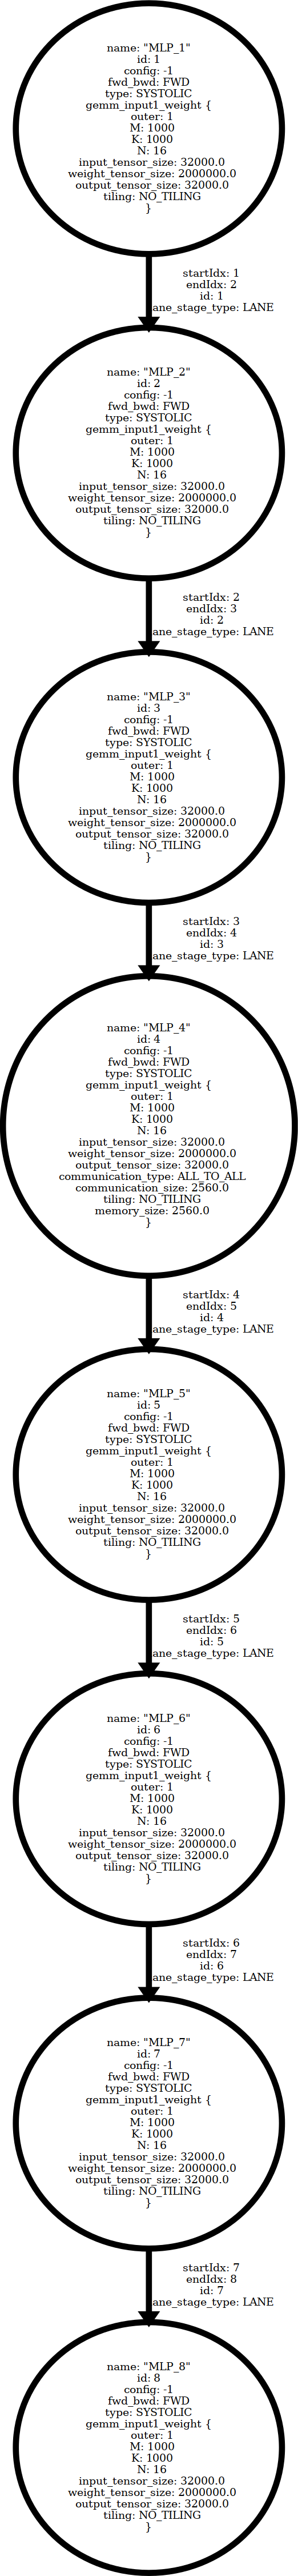 name: "MLP_1"
id: 1
config: -1
fwd_bwd: FWD
type: SYSTOLIC
gemm_input1_weight {
outer: 1
M: 1000
K: 1000
N: 16
input_tensor_size: 32000.0
weight_tensor_size: 2000000.0
output_tensor_size: 32000.0
tiling: NO_TILING
}
startIdx: 1
endIdx: 2
id: 1
ane_stage_type: LANE
name: "MLP_2"
id: 2
config: -1
fwd_bwd: FWD
type: SYSTOLIC
gemm_input1_weight {
outer: 1
M: 1000
K: 1000
N: 16
input_tensor_size: 32000.0
weight_tensor_size: 2000000.0
output_tensor_size: 32000.0
tiling: NO_TILING
}
startIdx: 2
endIdx: 3
id: 2
ane_stage_type: LANE
name: "MLP_3"
id: 3
config: -1
fwd_bwd: FWD
type: SYSTOLIC
gemm_input1_weight {
outer: 1
M: 1000
K: 1000
N: 16
input_tensor_size: 32000.0
weight_tensor_size: 2000000.0
output_tensor_size: 32000.0
tiling: NO_TILING
}
startIdx: 3
endIdx: 4
id: 3
ane_stage_type: LANE
name: "MLP_4"
id: 4
config: -1
fwd_bwd: FWD
type: SYSTOLIC
gemm_input1_weight {
outer: 1
M: 1000
K: 1000
N: 16
input_tensor_size: 32000.0
weight_tensor_size: 2000000.0
output_tensor_size: 32000.0
communication_type: ALL_TO_ALL
communication_size: 2560.0
tiling: NO_TILING
memory_size: 2560.0
}
startIdx: 4
endIdx: 5
id: 4
ane_stage_type: LANE
name: "MLP_5"
id: 5
config: -1
fwd_bwd: FWD
type: SYSTOLIC
gemm_input1_weight {
outer: 1
M: 1000
K: 1000
N: 16
input_tensor_size: 32000.0
weight_tensor_size: 2000000.0
output_tensor_size: 32000.0
tiling: NO_TILING
}
startIdx: 5
endIdx: 6
id: 5
ane_stage_type: LANE
name: "MLP_6"
id: 6
config: -1
fwd_bwd: FWD
type: SYSTOLIC
gemm_input1_weight {
outer: 1
M: 1000
K: 1000
N: 16
input_tensor_size: 32000.0
weight_tensor_size: 2000000.0
output_tensor_size: 32000.0
tiling: NO_TILING
}
startIdx: 6
endIdx: 7
id: 6
ane_stage_type: LANE
name: "MLP_7"
id: 7
config: -1
fwd_bwd: FWD
type: SYSTOLIC
gemm_input1_weight {
outer: 1
M: 1000
K: 1000
N: 16
input_tensor_size: 32000.0
weight_tensor_size: 2000000.0
output_tensor_size: 32000.0
tiling: NO_TILING
}
startIdx: 7
endIdx: 8
id: 7
ane_stage_type: LANE
name: "MLP_8"
id: 8
config: -1
fwd_bwd: FWD
type: SYSTOLIC
gemm_input1_weight {
outer: 1
M: 1000
K: 1000
N: 16
input_tensor_size: 32000.0
weight_tensor_size: 2000000.0
output_tensor_size: 32000.0
tiling: NO_TILING
}